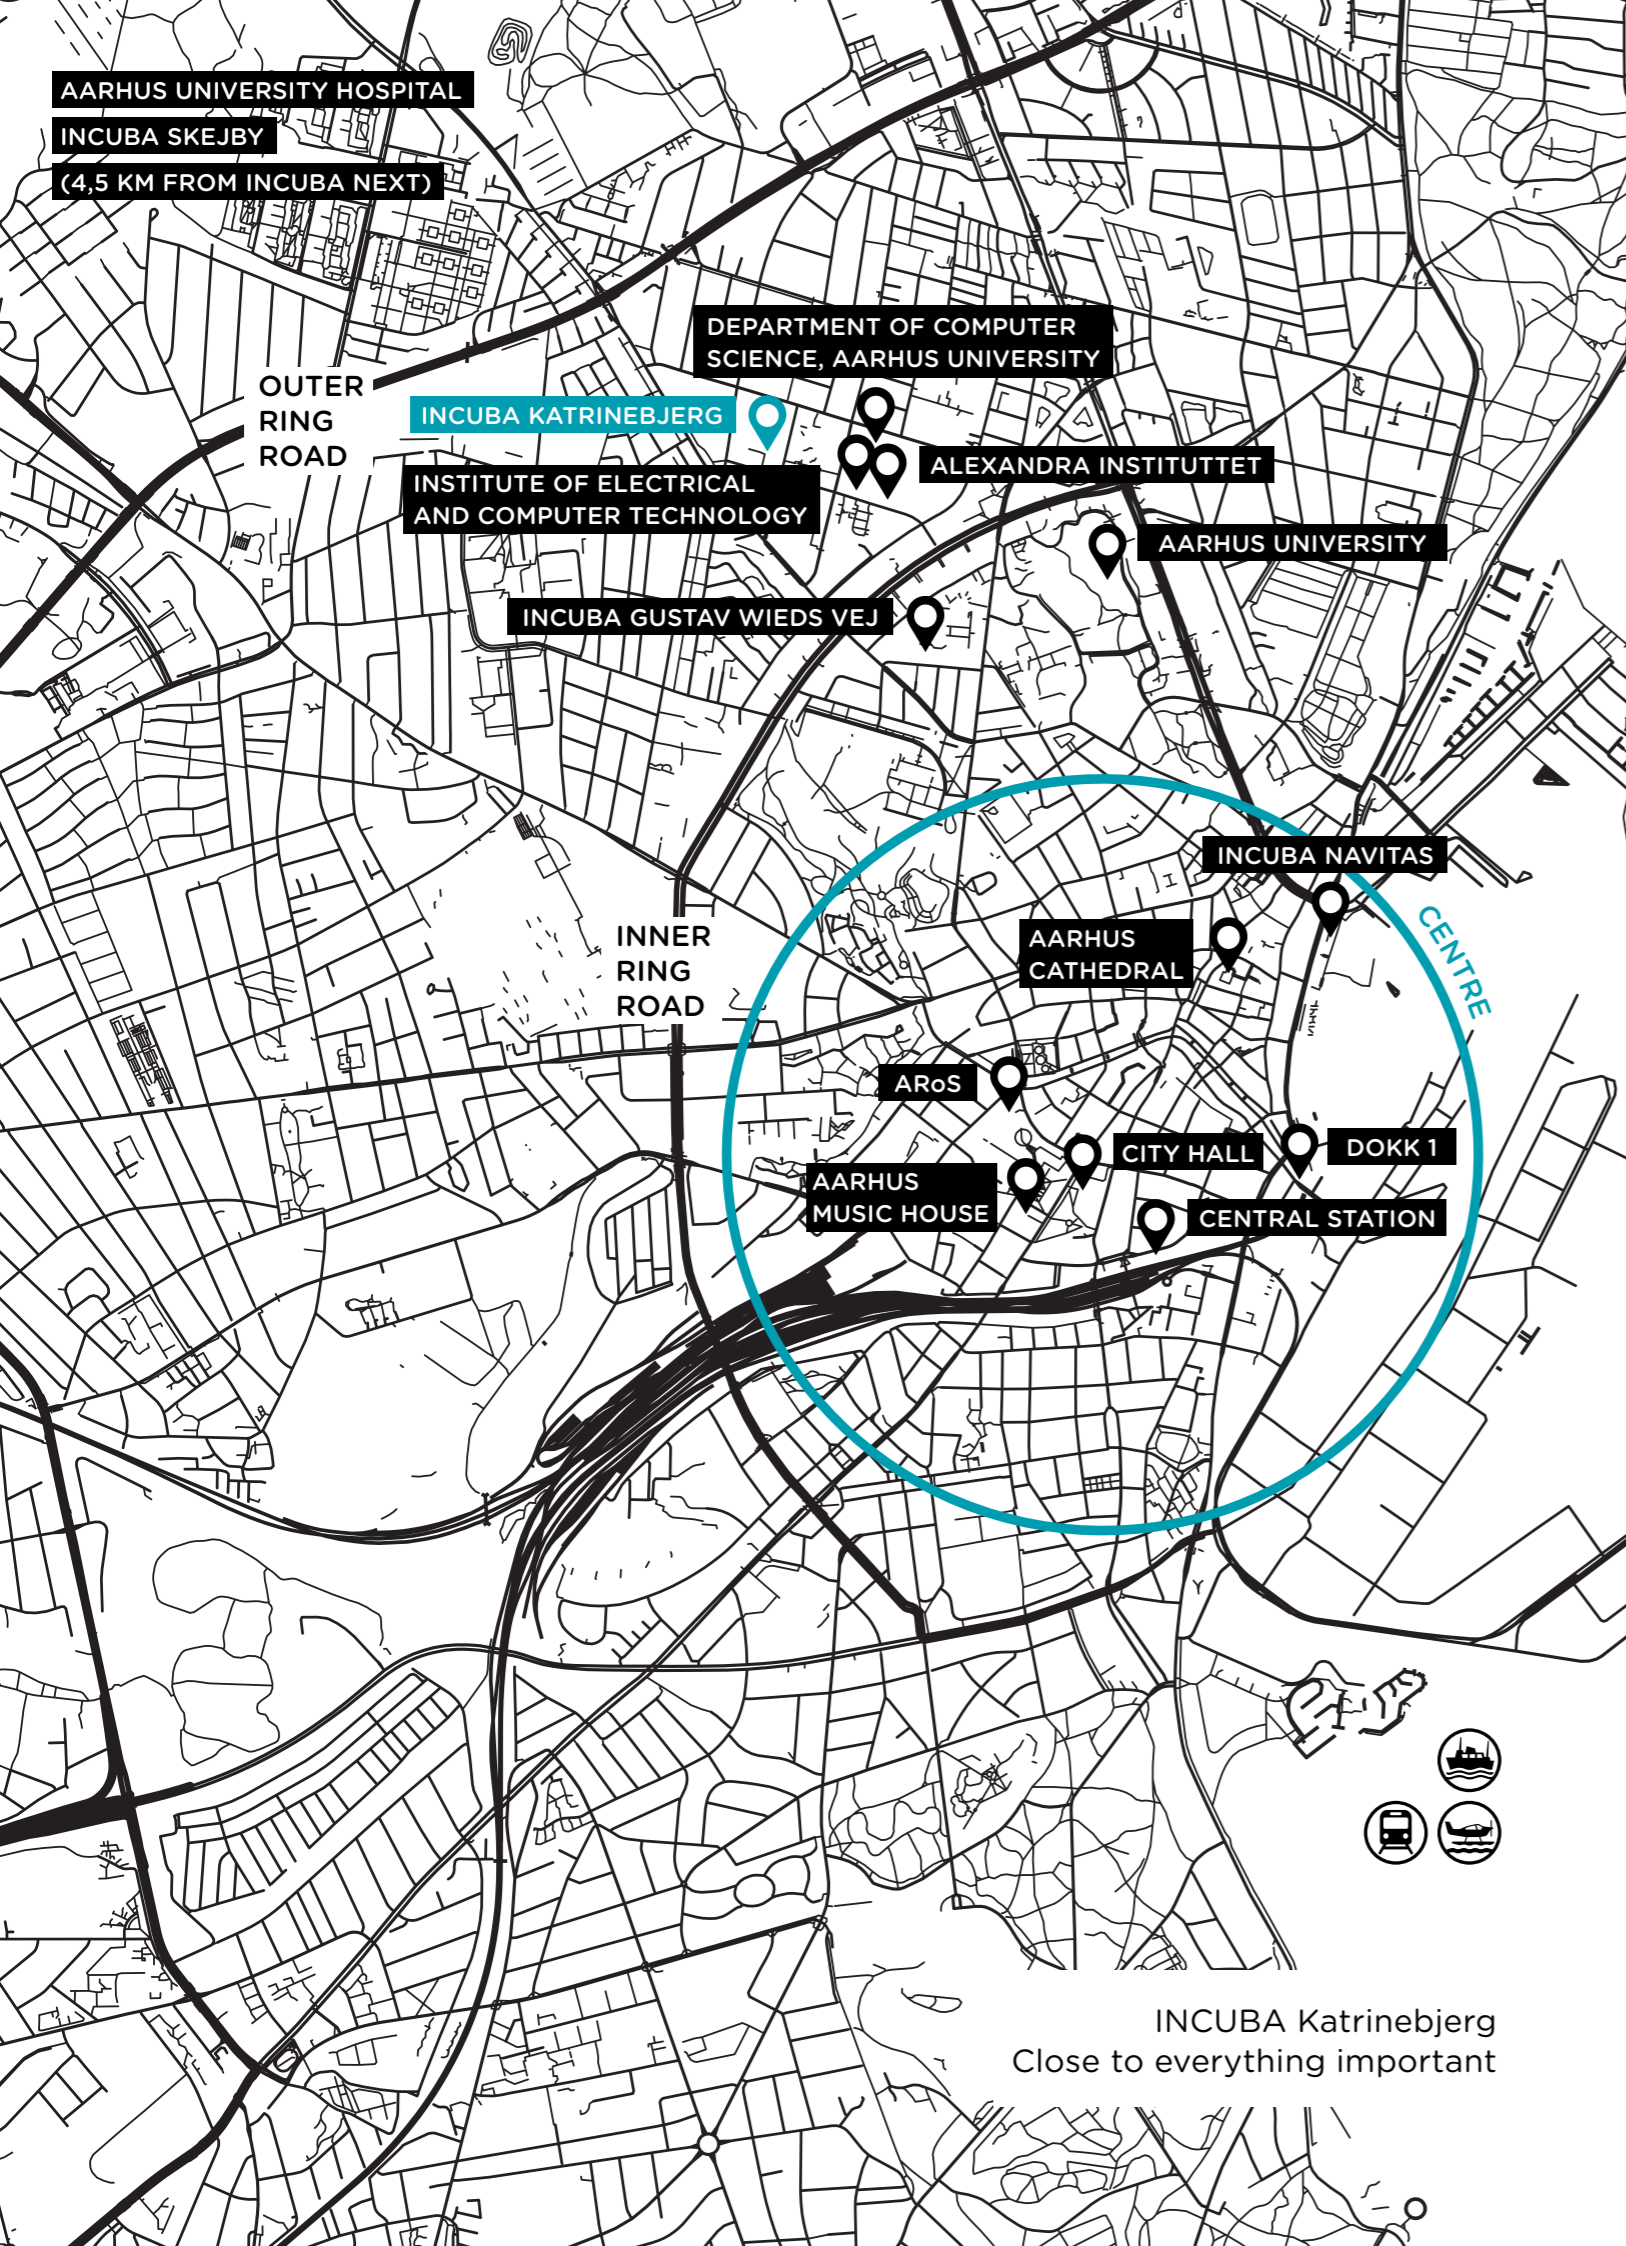 AARHUS UNIVERSITY HOSPITAL
INCUBA SKEJBY
(4,5 KM FROM INCUBA NEXT)
DEPARTMENT OF COMPUTER
SCIENCE, AARHUS UNIVERSITY
OUTER
RING
ROAD
INCUBA KATRINEBJERG
ALEXANDRA INSTITUTTET
INSTITUTE OF ELECTRICAL
AND COMPUTER TECHNOLOGY
AARHUS UNIVERSITY
INCUBA GUSTAV WIEDS VEJ
INCUBA NAVITAS
CENTRE
INNER
RING
ROAD
AARHUS
CATHEDRAL
ARoS
CITY HALL
DOKK 1
AARHUS
MUSIC HOUSE
CENTRAL STATION
INCUBA Katrinebjerg
Close to everything important